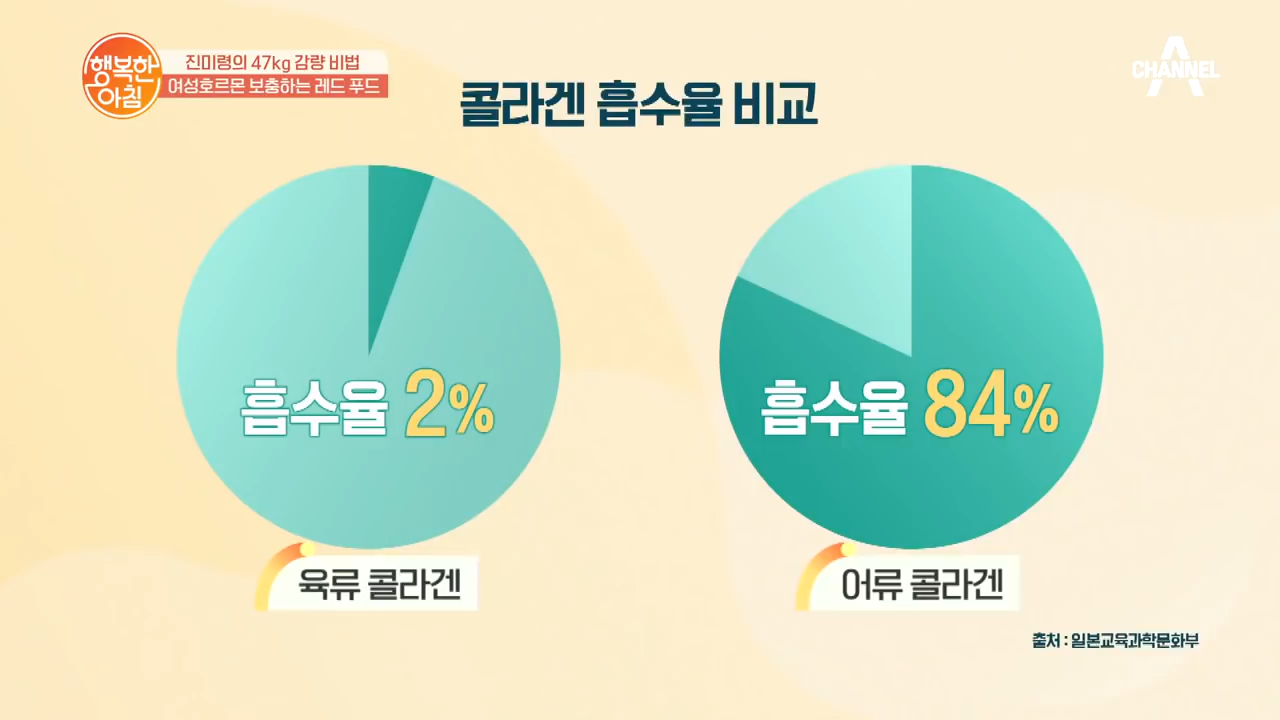 행복한
아침
진미령의 47kg 감량 비법
여성호르몬 보충하는 레드 푸드
CHANNEL A
콜라겐 흡수율 비교
흡수율 2%
흡수율 84%
육류 콜라겐
어류 콜라겐
출처 : 일본교육과학문화부